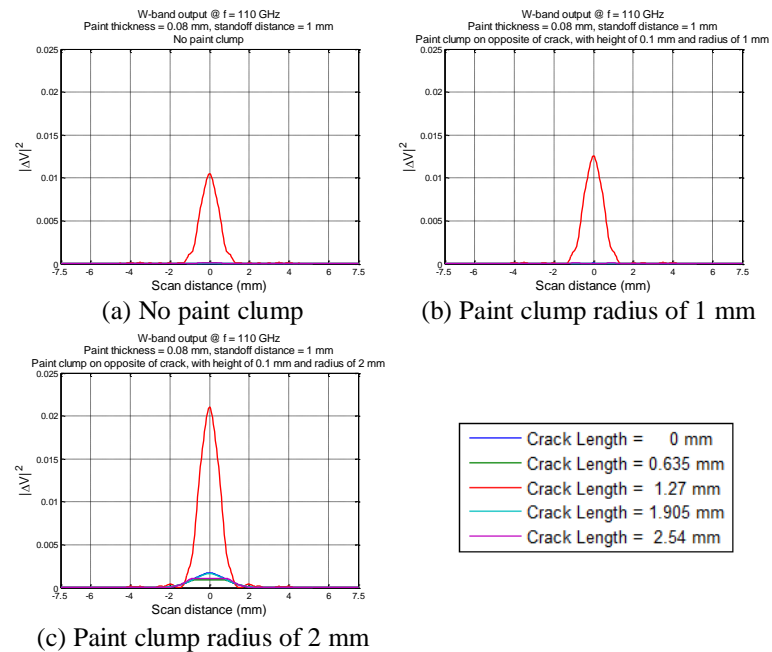 W-band output @ f = 110 GHz
Paint thickness = 0.08 mm, standoff distance = 1 mm
No paint clump
0.025
0.02
0.015
0.01
0.005
0
|ΔV|²
-7.5 -6 -4 -2 0 2 4 6 7.5
Scan distance (mm)
(a) No paint clump
W-band output @ f = 110 GHz
Paint thickness = 0.08 mm, standoff distance = 1 mm
Paint clump on opposite of crack, with height of 0.1 mm and radius of 1 mm
0.025
0.02
0.015
0.01
0.005
0
|ΔV|²
-7.5 -6 -4 -2 0 2 4 6 7.5
Scan distance (mm)
(b) Paint clump radius of 1 mm
W-band output @ f = 110 GHz
Paint thickness = 0.08 mm, standoff distance = 1 mm
Paint clump on opposite of crack, with height of 0.1 mm and radius of 2 mm
0.025
0.02
0.015
0.01
0.005
0
|ΔV|²
-7.5 -6 -4 -2 0 2 4 6 7.5
Scan distance (mm)
(c) Paint clump radius of 2 mm
Crack Length = 0 mm
Crack Length = 0.635 mm
Crack Length = 1.27 mm
Crack Length = 1.905 mm
Crack Length = 2.54 mm